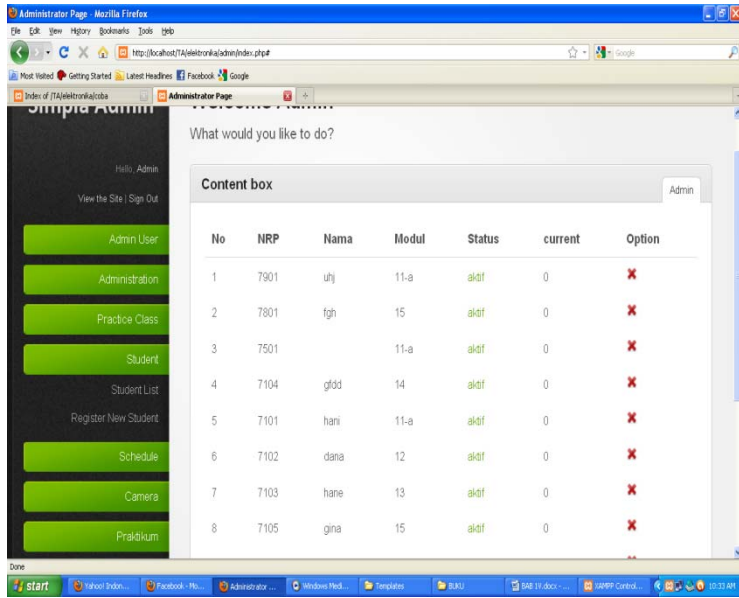 Administrator Page - Mozilla Firefox
File Edit View History Bookmarks Tools Help
http://localhost/TA/elektronika/admin/index.php# Google
Most Visited Getting Started Latest Headlines Facebook Google
Index of /TA/elektronika/coba Administrator Page
Simpla Admin
Welcome Admin
What would you like to do?
Hello, Admin
View the Site | Sign Out
Admin User
Administration
Practice Class
Student
Student List
Register New Student
Schedule
Camera
Praktikum
Content box Admin
No NRP Nama Modul Status current Option
1 7901 uhj 11-a aktif 0
2 7801 fgh 15 aktif 0
3 7501 11-a aktif 0
4 7104 gfdd 14 aktif 0
5 7101 hani 11-a aktif 0
6 7102 dana 12 aktif 0
7 7103 hane 13 aktif 0
8 7105 gina 15 aktif 0
Done
start Yahoo! Indon... Facebook - Mo... Administrator ... Windows Medi... Templates BUKU BAB IV.docx - ... XAMPP Control... 10:33 AM